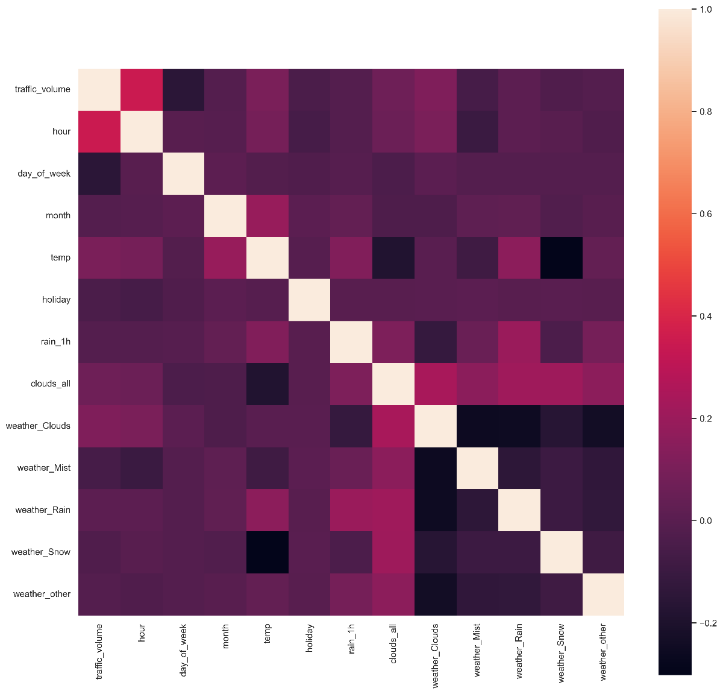 1.0
0.8
0.6
0.4
0.2
0.0
−0.2
traffic_volume
hour
day_of_week
month
temp
holiday
rain_1h
clouds_all
weather_Clouds
weather_Mist
weather_Rain
weather_Snow
weather_other
traffic_volume
hour
day_of_week
month
temp
holiday
rain_1h
clouds_all
weather_Clouds
weather_Mist
weather_Rain
weather_Snow
weather_other